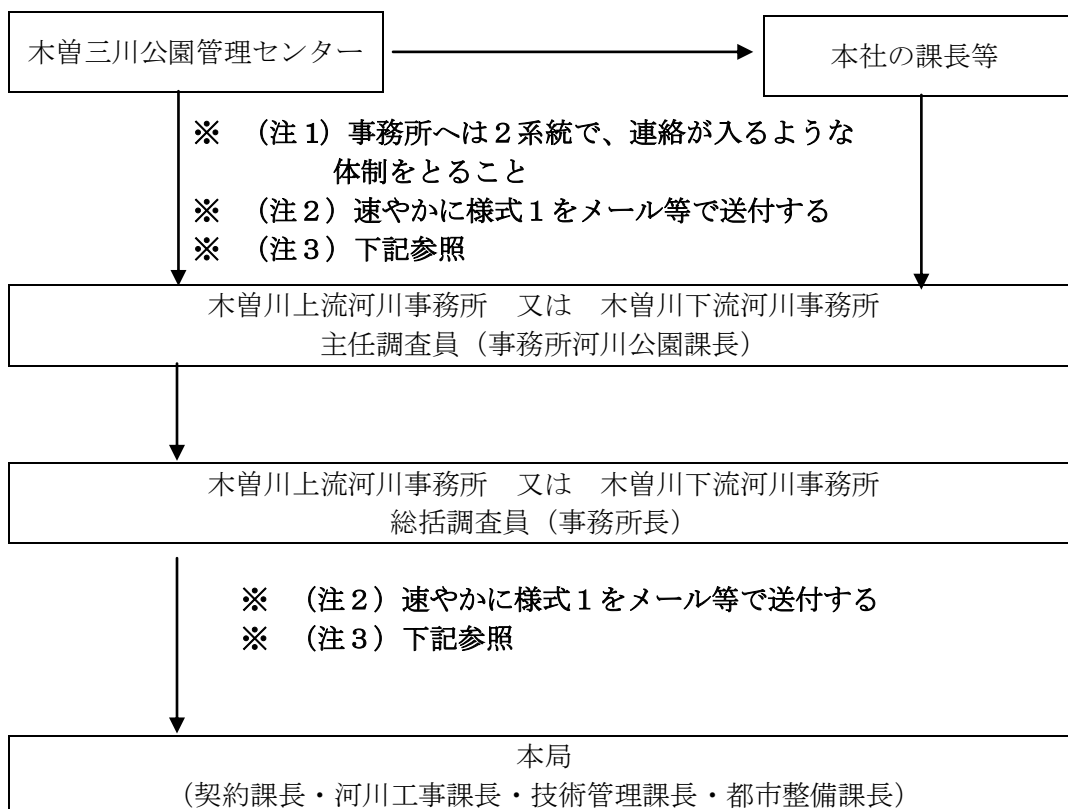 木曽三川公園管理センター
本社の課長等
※　（注１）事務所へは２系統で、連絡が入るような
体制をとること
※　（注２）速やかに様式１をメール等で送付する
※　（注３）下記参照
木曽川上流河川事務所　又は　木曽川下流河川事務所
主任調査員（事務所河川公園課長）
木曽川上流河川事務所　又は　木曽川下流河川事務所
総括調査員（事務所長）
※　（注２）速やかに様式１をメール等で送付する
※　（注３）下記参照
本局
（契約課長・河川工事課長・技術管理課長・都市整備課長）